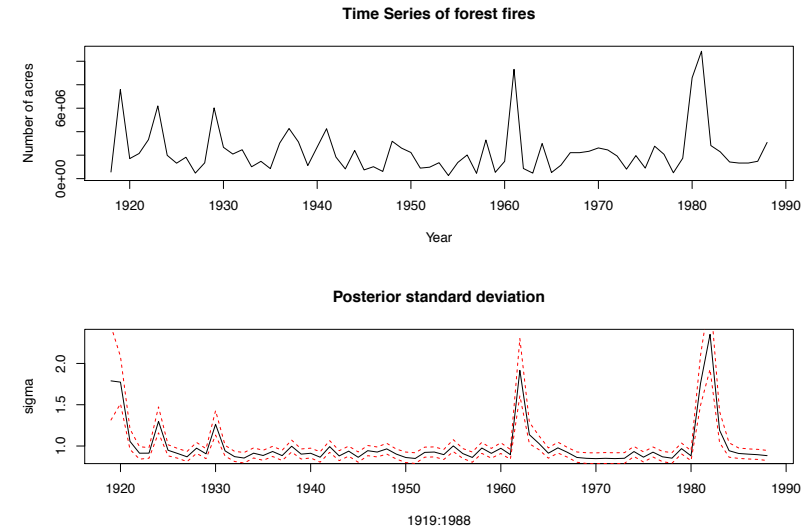 Time Series of forest fires
Number of acres
6e+06
0e+00
1920 1930 1940 1950 1960 1970 1980 1990
Year
Posterior standard deviation
sigma
2.0
1.5
1.0
1920 1930 1940 1950 1960 1970 1980 1990
1919:1988